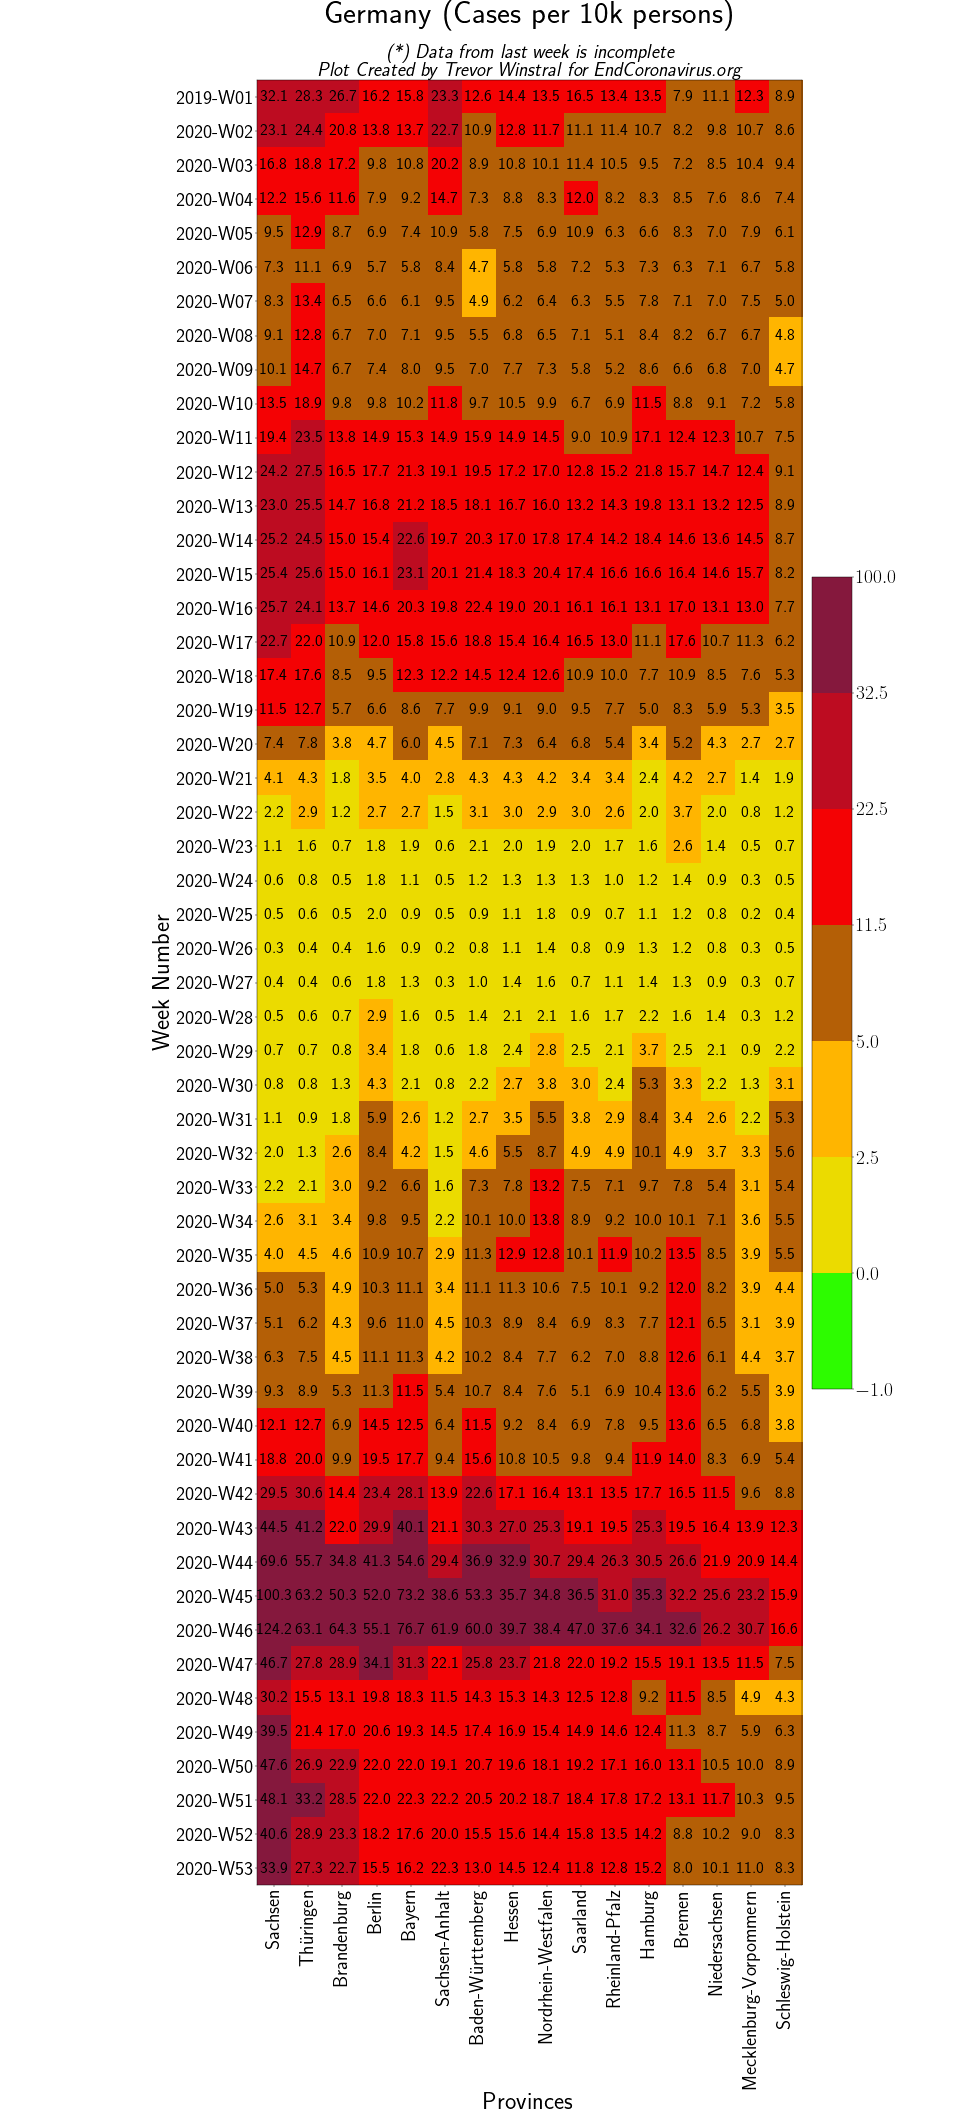 Germany (Cases per 10k persons)
(*) Data from last week is incomplete
Plot Created by Trevor Winstral for EndCoronavirus.org
2019-W01 32.1 28.3 26.7 16.2 15.8 23.3 12.6 14.4 13.5 16.5 13.4 13.5 7.9 11.1 12.3 8.9
2020-W02 23.1 24.4 20.8 13.8 13.7 22.7 10.9 12.8 11.7 11.1 11.4 10.7 8.2 9.8 10.7 8.6
2020-W03 16.8 18.8 17.2 9.8 10.8 20.2 8.9 10.8 10.1 11.4 10.5 9.5 7.2 8.5 10.4 9.4
2020-W04 12.2 15.6 11.6 7.9 9.2 14.7 7.3 8.8 8.3 12.0 8.2 8.3 8.5 7.6 8.6 7.4
2020-W05 9.5 12.9 8.7 6.9 7.4 10.9 5.8 7.5 6.9 10.9 6.3 6.6 8.3 7.0 7.9 6.1
2020-W06 7.3 11.1 6.9 5.7 5.8 8.4 4.7 5.8 5.8 7.2 5.3 7.3 6.3 7.1 6.7 5.8
2020-W07 8.3 13.4 6.5 6.6 6.1 9.5 4.9 6.2 6.4 6.3 5.5 7.8 7.1 7.0 7.5 5.0
2020-W08 9.1 12.8 6.7 7.0 7.1 9.5 5.5 6.8 6.5 7.1 5.1 8.4 8.2 6.7 6.7 4.8
2020-W09 10.1 14.7 6.7 7.4 8.0 9.5 7.0 7.7 7.3 5.8 5.2 8.6 6.6 6.8 7.0 4.7
2020-W10 13.5 18.9 9.8 9.8 10.2 11.8 9.7 10.5 9.9 6.7 6.9 11.5 8.8 9.1 7.2 5.8
2020-W11 19.4 23.5 13.8 14.9 15.3 14.9 15.9 14.9 14.5 9.0 10.9 17.1 12.4 12.3 10.7 7.5
2020-W12 24.2 27.5 16.5 17.7 21.3 19.1 19.5 17.2 17.0 12.8 15.2 21.8 15.7 14.7 12.4 9.1
2020-W13 23.0 25.5 14.7 16.8 21.2 18.5 18.1 16.7 16.0 13.2 14.3 19.8 13.1 13.2 12.5 8.9
2020-W14 25.2 24.5 15.0 15.4 22.6 19.7 20.3 17.0 17.8 17.4 14.2 18.4 14.6 13.6 14.5 8.7
2020-W15 25.4 25.6 15.0 16.1 23.1 20.1 21.4 18.3 20.4 17.4 16.6 16.6 16.4 14.6 15.7 8.2
2020-W16 25.7 24.1 13.7 14.6 20.3 19.8 22.4 19.0 20.1 16.1 16.1 13.1 17.0 13.1 13.0 7.7
2020-W17 22.7 22.0 10.9 12.0 15.8 15.6 18.8 15.4 16.4 16.5 13.0 11.1 17.6 10.7 11.3 6.2
2020-W18 17.4 17.6 8.5 9.5 12.3 12.2 14.5 12.4 12.6 10.9 10.0 7.7 10.9 8.5 7.6 5.3
2020-W19 11.5 12.7 5.7 6.6 8.6 7.7 9.9 9.1 9.0 9.5 7.7 5.0 8.3 5.9 5.3 3.5
2020-W20 7.4 7.8 3.8 4.7 6.0 4.5 7.1 7.3 6.4 6.8 5.4 3.4 5.2 4.3 2.7 2.7
2020-W21 4.1 4.3 1.8 3.5 4.0 2.8 4.3 4.3 4.2 3.4 3.4 2.4 4.2 2.7 1.4 1.9
2020-W22 2.2 2.9 1.2 2.7 2.7 1.5 3.1 3.0 2.9 3.0 2.6 2.0 3.7 2.0 0.8 1.2
2020-W23 1.1 1.6 0.7 1.8 1.9 0.6 2.1 2.0 1.9 2.0 1.7 1.6 2.6 1.4 0.5 0.7
2020-W24 0.6 0.8 0.5 1.8 1.1 0.5 1.2 1.3 1.3 1.3 1.0 1.2 1.4 0.9 0.3 0.5
2020-W25 0.5 0.6 0.5 2.0 0.9 0.5 0.9 1.1 1.8 0.9 0.7 1.1 1.2 0.8 0.2 0.4
2020-W26 0.3 0.4 0.4 1.6 0.9 0.2 0.8 1.1 1.4 0.8 0.9 1.3 1.2 0.8 0.3 0.5
2020-W27 0.4 0.4 0.6 1.8 1.3 0.3 1.0 1.4 1.6 0.7 1.1 1.4 1.3 0.9 0.3 0.7
2020-W28 0.5 0.6 0.7 2.9 1.6 0.5 1.4 2.1 2.1 1.6 1.7 2.2 1.6 1.4 0.3 1.2
2020-W29 0.7 0.7 0.8 3.4 1.8 0.6 1.8 2.4 2.8 2.5 2.1 3.7 2.5 2.1 0.9 2.2
2020-W30 0.8 0.8 1.3 4.3 2.1 0.8 2.2 2.7 3.8 3.0 2.4 5.3 3.3 2.2 1.3 3.1
2020-W31 1.1 0.9 1.8 5.9 2.6 1.2 2.7 3.5 5.5 3.8 2.9 8.4 3.4 2.6 2.2 5.3
2020-W32 2.0 1.3 2.6 8.4 4.2 1.5 4.6 5.5 8.7 4.9 4.9 10.1 4.9 3.7 3.3 5.6
2020-W33 2.2 2.1 3.0 9.2 6.6 1.6 7.3 7.8 13.2 7.5 7.1 9.7 7.8 5.4 3.1 5.4
2020-W34 2.6 3.1 3.4 9.8 9.5 2.2 10.1 10.0 13.8 8.9 9.2 10.0 10.1 7.1 3.6 5.5
2020-W35 4.0 4.5 4.6 10.9 10.7 2.9 11.3 12.9 12.8 10.1 11.9 10.2 13.5 8.5 3.9 5.5
2020-W36 5.0 5.3 4.9 10.3 11.1 3.4 11.1 11.3 10.6 7.5 10.1 9.2 12.0 8.2 3.9 4.4
2020-W37 5.1 6.2 4.3 9.6 11.0 4.5 10.3 8.9 8.4 6.9 8.3 7.7 12.1 6.5 3.1 3.9
2020-W38 6.3 7.5 4.5 11.1 11.3 4.2 10.2 8.4 7.7 6.2 7.0 8.8 12.6 6.1 4.4 3.7
2020-W39 9.3 8.9 5.3 11.3 11.5 5.4 10.7 8.4 7.6 5.1 6.9 10.4 13.6 6.2 5.5 3.9
2020-W40 12.1 12.7 6.9 14.5 12.5 6.4 11.5 9.2 8.4 6.9 7.8 9.5 13.6 6.5 6.8 3.8
2020-W41 18.8 20.0 9.9 19.5 17.7 9.4 15.6 10.8 10.5 9.8 9.4 11.9 14.0 8.3 6.9 5.4
2020-W42 29.5 30.6 14.4 23.4 28.1 13.9 22.6 17.1 16.4 13.1 13.5 17.7 16.5 11.5 9.6 8.8
2020-W43 44.5 41.2 22.0 29.9 40.1 21.1 30.3 27.0 25.3 19.1 19.5 25.3 19.5 16.4 13.9 12.3
2020-W44 69.6 55.7 34.8 41.3 54.6 29.4 36.9 32.9 30.7 29.4 26.3 30.5 26.6 21.9 20.9 14.4
2020-W45 100.3 63.2 50.3 52.0 73.2 38.6 53.3 35.7 34.8 36.5 31.0 35.3 32.2 25.6 23.2 15.9
2020-W46 124.2 63.1 64.3 55.1 76.7 61.9 60.0 39.7 38.4 47.0 37.6 34.1 32.6 26.2 30.7 16.6
2020-W47 46.7 27.8 28.9 34.1 31.3 22.1 25.8 23.7 21.8 22.0 19.2 15.5 19.1 13.5 11.5 7.5
2020-W48 30.2 15.5 13.1 19.8 18.3 11.5 14.3 15.3 14.3 12.5 12.8 9.2 11.5 8.5 4.9 4.3
2020-W49 39.5 21.4 17.0 20.6 19.3 14.5 17.4 16.9 15.4 14.9 14.6 12.4 11.3 8.7 5.9 6.3
2020-W50 47.6 26.9 22.9 22.0 22.0 19.1 20.7 19.6 18.1 19.2 17.1 16.0 13.1 10.5 10.0 8.9
2020-W51 48.1 33.2 28.5 22.0 22.3 22.2 20.5 20.2 18.7 18.4 17.8 17.2 13.1 11.7 10.3 9.5
2020-W52 40.6 28.9 23.3 18.2 17.6 20.0 15.5 15.6 14.4 15.8 13.5 14.2 8.8 10.2 9.0 8.3
2020-W53 33.9 27.3 22.7 15.5 16.2 22.3 13.0 14.5 12.4 11.8 12.8 15.2 8.0 10.1 11.0 8.3
Week Number
Sachsen
Thüringen
Brandenburg
Berlin
Bayern
Sachsen-Anhalt
Baden-Württemberg
Hessen
Nordrhein-Westfalen
Saarland
Rheinland-Pfalz
Hamburg
Bremen
Niedersachsen
Mecklenburg-Vorpommern
Schleswig-Holstein
Provinces
100.0
32.5
22.5
11.5
5.0
2.5
0.0
−1.0